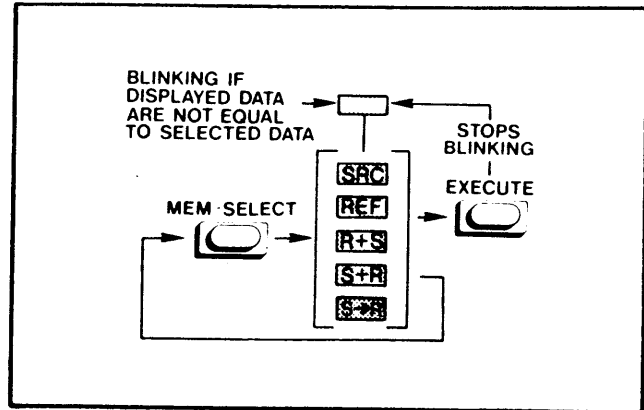 BLINKING IF
DISPLAYED DATA
ARE NOT EQUAL
TO SELECTED DATA
STOPS
BLINKING
SRC
EXECUTE
MEM SELECT
REF
R+S
S+R
S→R